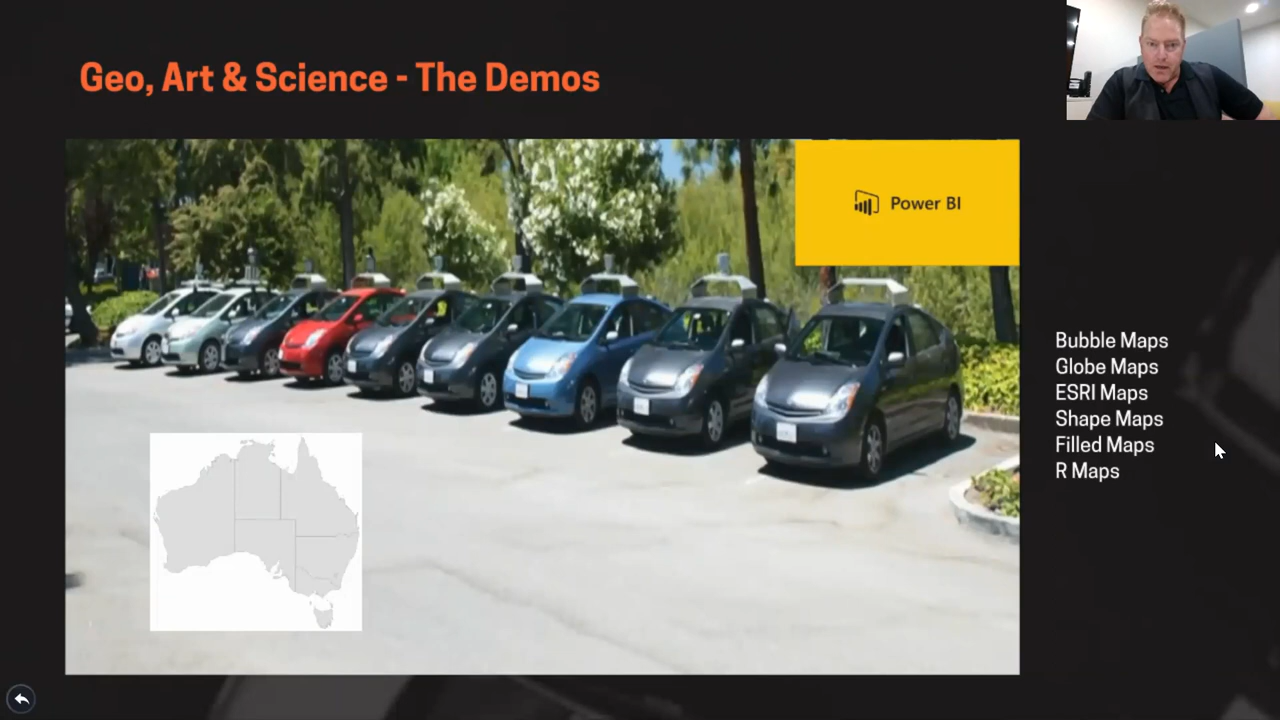 Geo, Art & Science - The Demos
Power BI
Bubble Maps
Globe Maps
ESRI Maps
Shape Maps
Filled Maps
R Maps